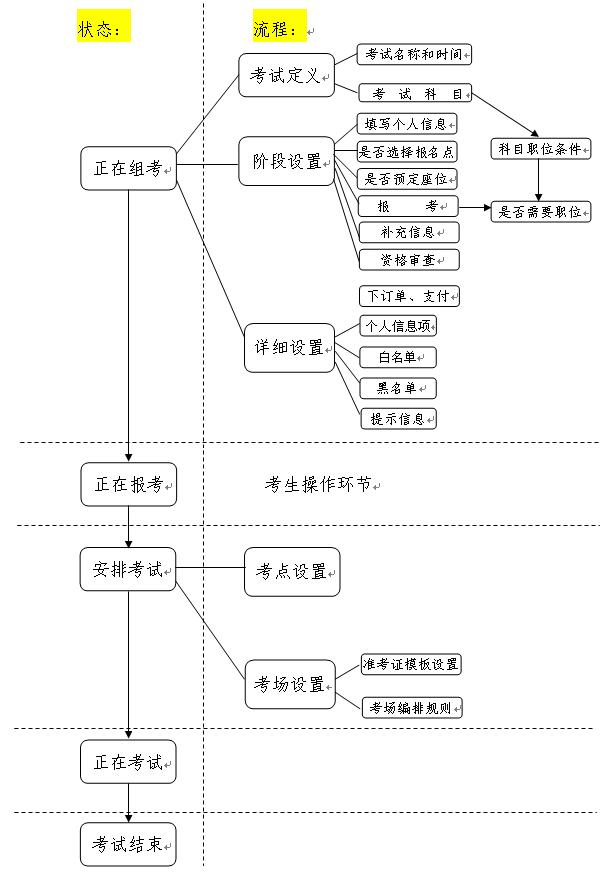 状态：
流程：
考试定义
考试名称和时间
考 试 科 目
正在组考
阶段设置
填写个人信息
是否选择报名点
是否预定座位
报 考
补充信息
资格审查
科目职位条件
是否需要职位
下订单、支付
详细设置
个人信息项
白名单
黑名单
提示信息
正在报考
考生操作环节
安排考试
考点设置
考场设置
准考证模板设置
考场编排规则
正在考试
考试结束